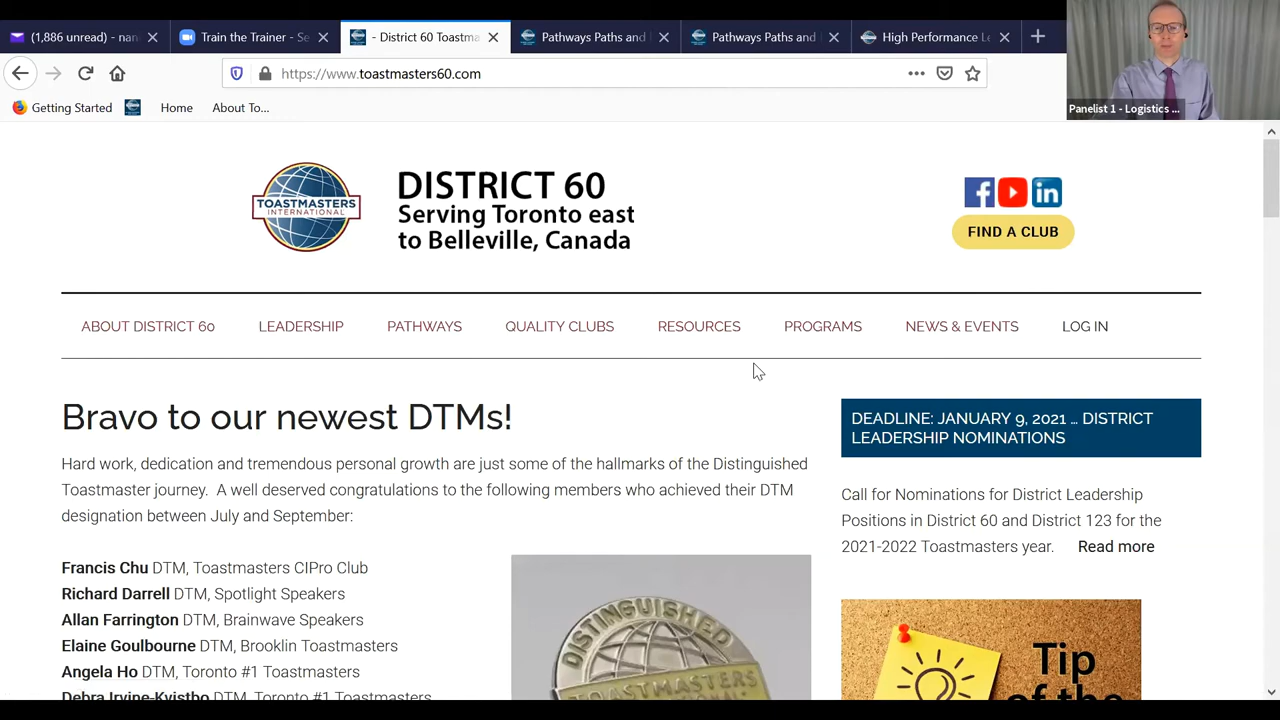 (1,886 unread) - nan
Train the Trainer - Se
- District 60 Toastma
Pathways Paths and
Pathways Paths and
High Performance Le
https://www.toastmasters60.com
Getting Started
Home
About To...
Panelist 1 - Logistics ...
TOASTMASTERS
INTERNATIONAL
DISTRICT 60
Serving Toronto east
to Belleville, Canada
FIND A CLUB
ABOUT DISTRICT 60
LEADERSHIP
PATHWAYS
QUALITY CLUBS
RESOURCES
PROGRAMS
NEWS & EVENTS
LOG IN
Bravo to our newest DTMs!
Hard work, dedication and tremendous personal growth are just some of the hallmarks of the Distinguished
Toastmaster journey. A well deserved congratulations to the following members who achieved their DTM
designation between July and September:
Francis Chu DTM, Toastmasters CIPro Club
Richard Darrell DTM, Spotlight Speakers
Allan Farrington DTM, Brainwave Speakers
Elaine Goulbourne DTM, Brooklin Toastmasters
Angela Ho DTM, Toronto #1 Toastmasters
Debra Irvine-Kvistbo DTM, Toronto #1 Toastmasters
DISTINGUISHED
TOASTMASTERS
DEADLINE: JANUARY 9, 2021 ... DISTRICT
LEADERSHIP NOMINATIONS
Call for Nominations for District Leadership
Positions in District 60 and District 123 for the
2021-2022 Toastmasters year. Read more
Tip
of the